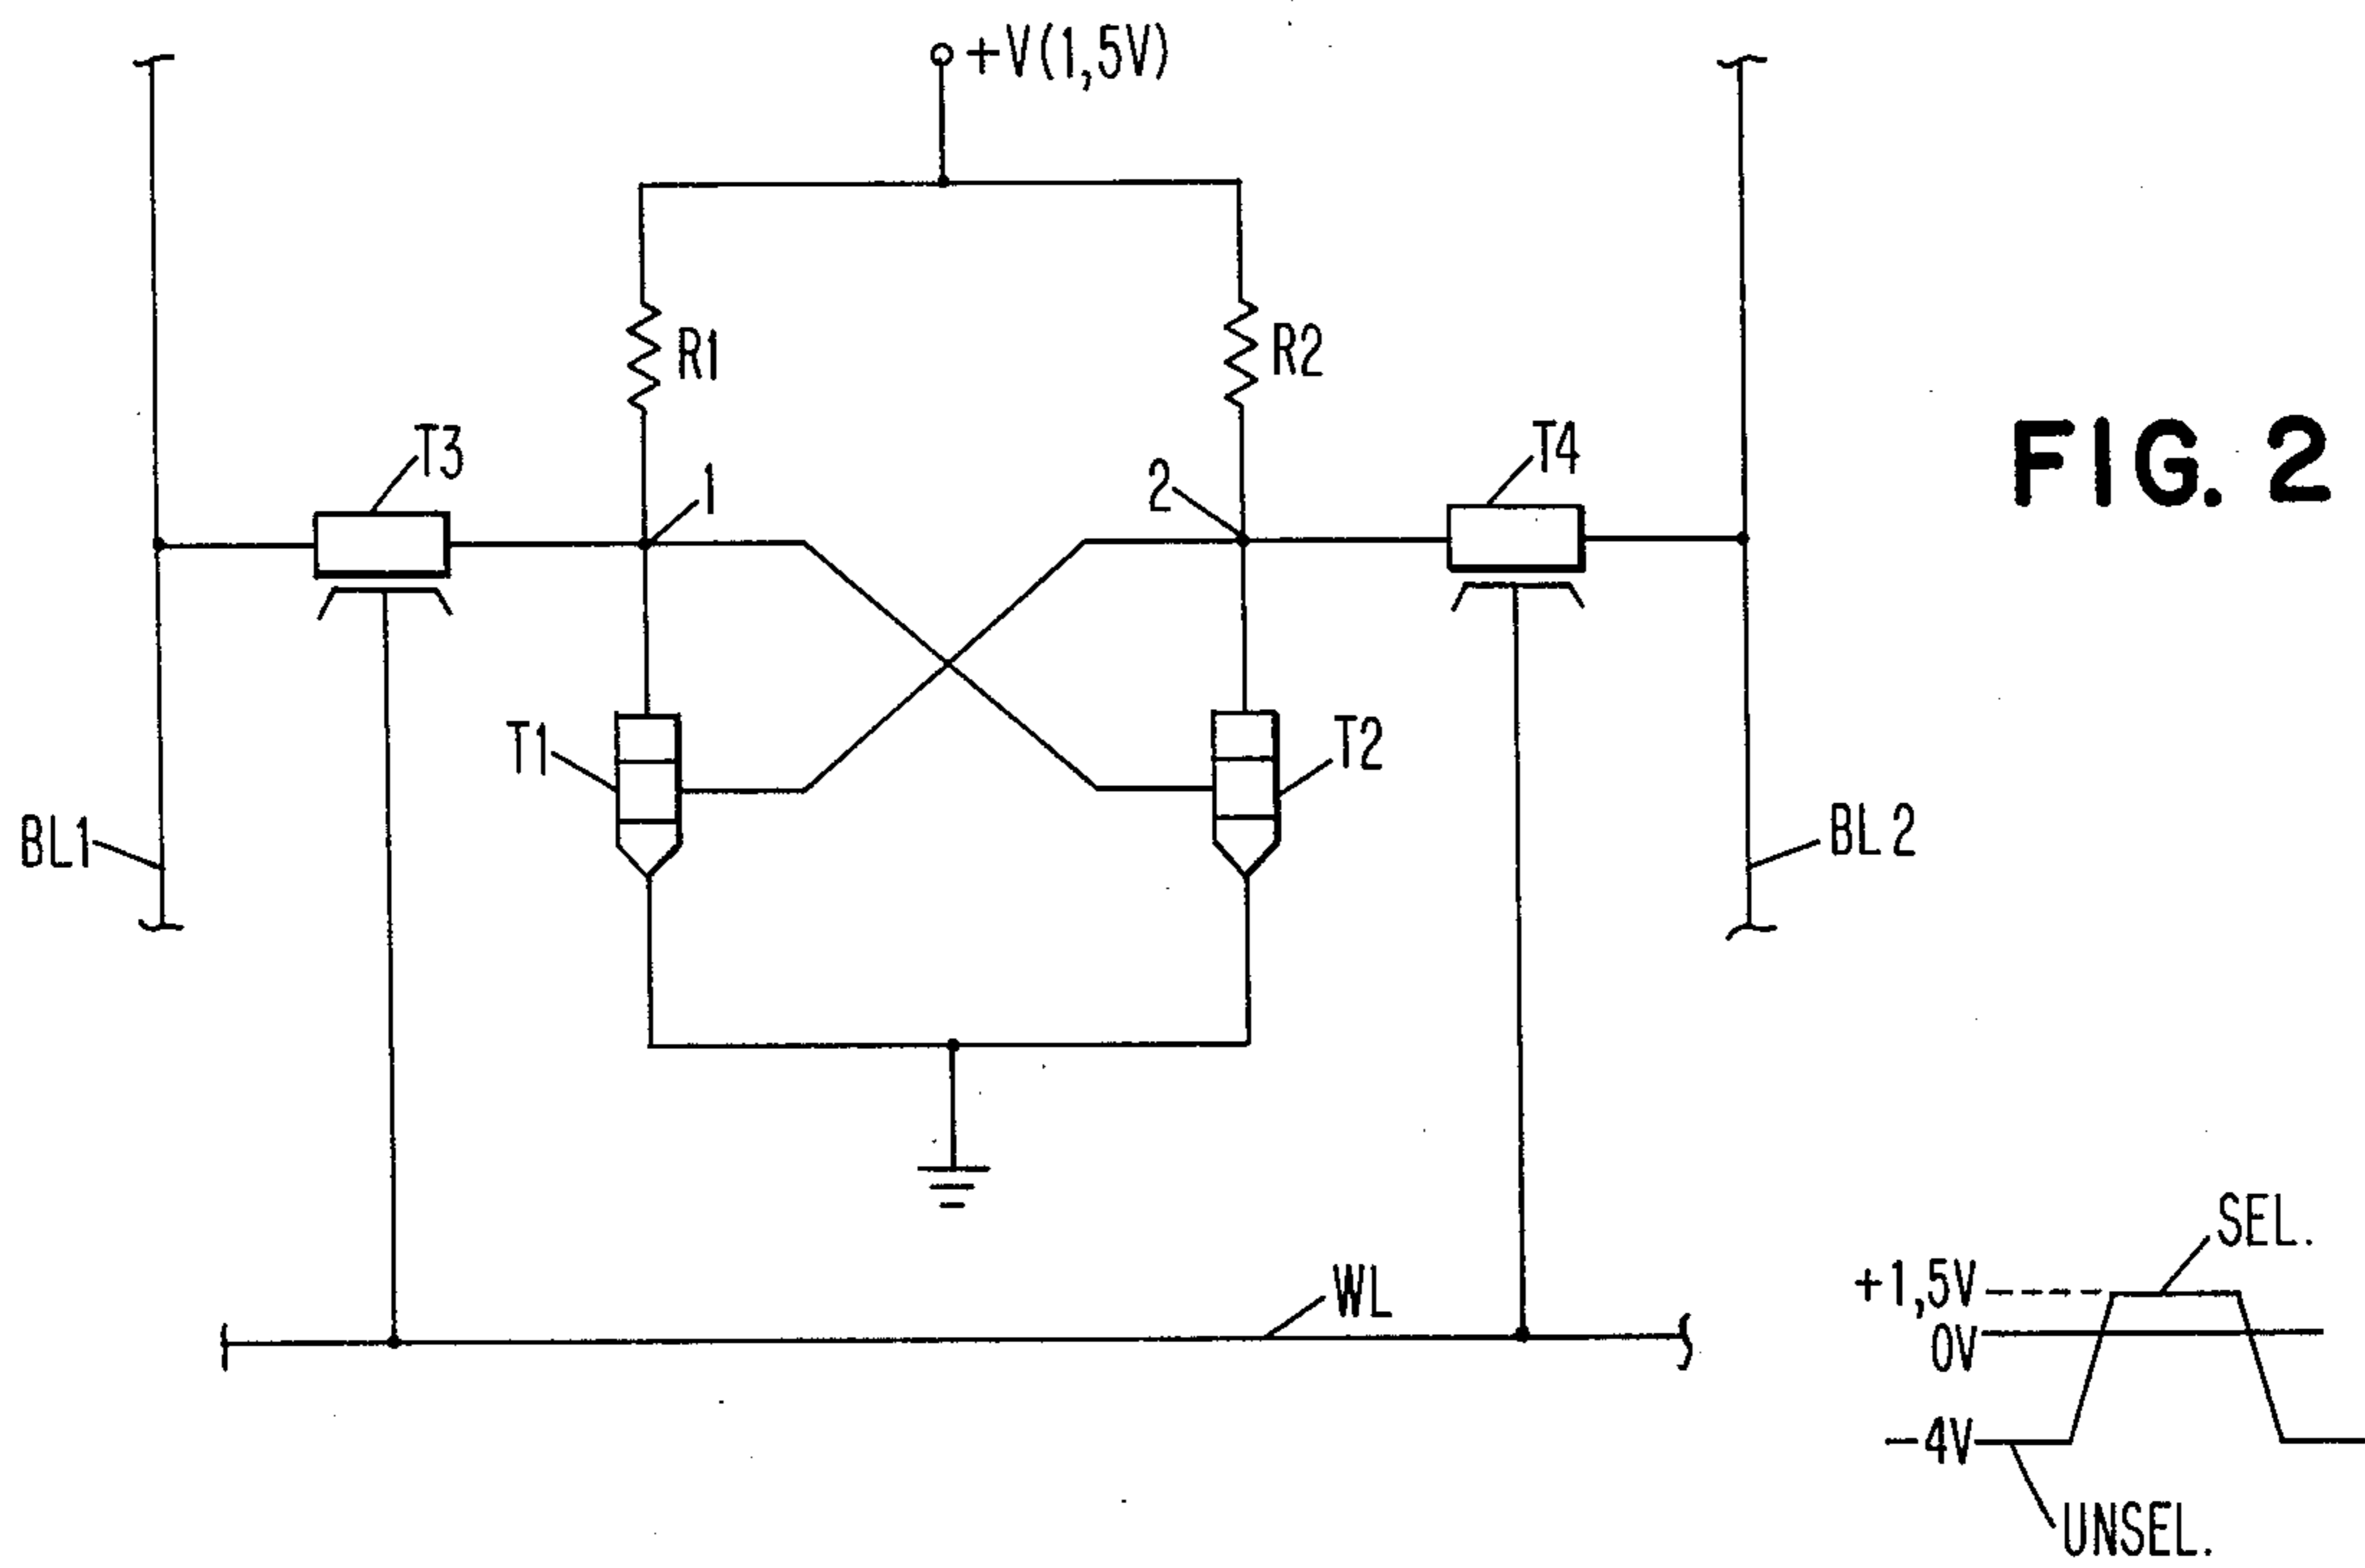 +V(1,5V)
R1
R2
T3
T4
1
2
FIG. 2
T1
T2
BL1
BL2
WL
SEL.
+1,5V
0V
-4V
UNSEL.